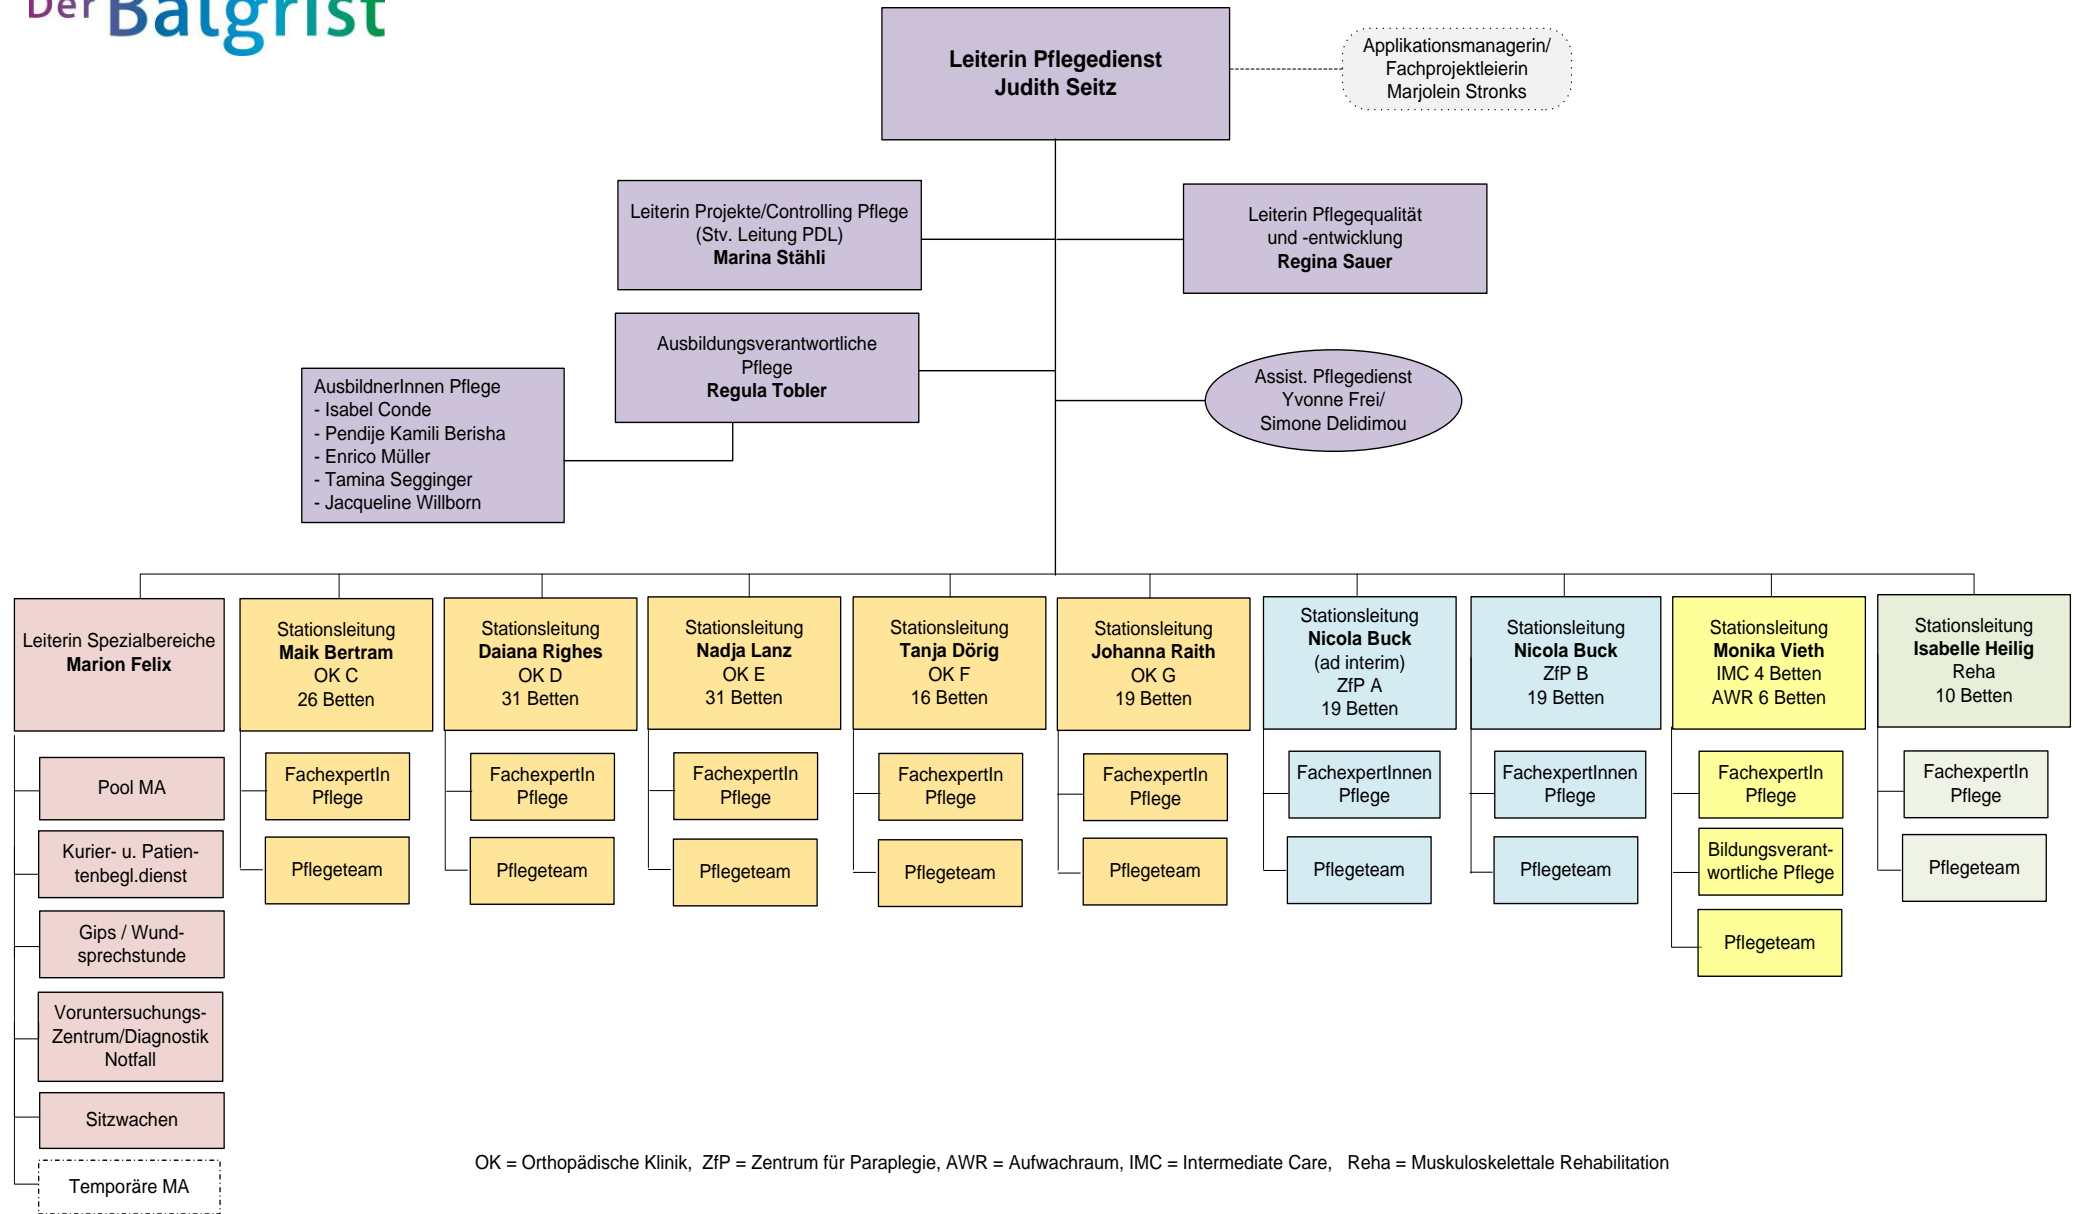 Der Balgrist
Leiterin Pflegedienst
Judith Seitz
Applikationsmanagerin/
Fachprojektleierin
Marjolein Stronks
Leiterin Projekte/Controlling Pflege
(Stv. Leitung PDL)
Marina Stähli
Leiterin Pflegequalität
und -entwicklung
Regina Sauer
Ausbildungsverantwortliche
Pflege
Regula Tobler
Assist. Pflegedienst
Yvonne Frei/
Simone Delidimou
AusbildnerInnen Pflege
- Isabel Conde
- Pendije Kamili Berisha
- Enrico Müller
- Tamina Segginger
- Jacqueline Willborn
Leiterin Spezialbereiche
Marion Felix
Pool MA
Kurier- u. Patien-
tenbegl.dienst
Gips / Wund-
sprechstunde
Voruntersuchungs-
Zentrum/Diagnostik
Notfall
Sitzwachen
Temporäre MA
Stationsleitung
Maik Bertram
OK C
26 Betten
FachexpertIn
Pflege
Pflegeteam
Stationsleitung
Daiana Righes
OK D
31 Betten
FachexpertIn
Pflege
Pflegeteam
Stationsleitung
Nadja Lanz
OK E
31 Betten
FachexpertIn
Pflege
Pflegeteam
Stationsleitung
Tanja Dörig
OK F
16 Betten
FachexpertIn
Pflege
Pflegeteam
Stationsleitung
Johanna Raith
OK G
19 Betten
FachexpertIn
Pflege
Pflegeteam
Stationsleitung
Nicola Buck
(ad interim)
ZfP A
19 Betten
FachexpertInnen
Pflege
Pflegeteam
Stationsleitung
Nicola Buck
ZfP B
19 Betten
FachexpertInnen
Pflege
Pflegeteam
Stationsleitung
Monika Vieth
IMC 4 Betten
AWR 6 Betten
FachexpertIn
Pflege
Bildungsverant-
wortliche Pflege
Pflegeteam
Stationsleitung
Isabelle Heilig
Reha
10 Betten
FachexpertIn
Pflege
Pflegeteam
OK = Orthopädische Klinik, ZfP = Zentrum für Paraplegie, AWR = Aufwachraum, IMC = Intermediate Care, Reha = Muskuloskelettale Rehabilitation